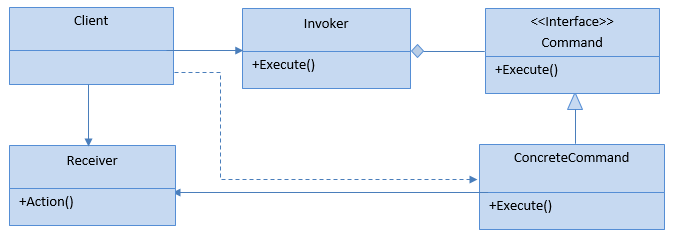 Client
Invoker
+Execute()
<<Interface>>
Command
+Execute()
Receiver
+Action()
ConcreteCommand
+Execute()